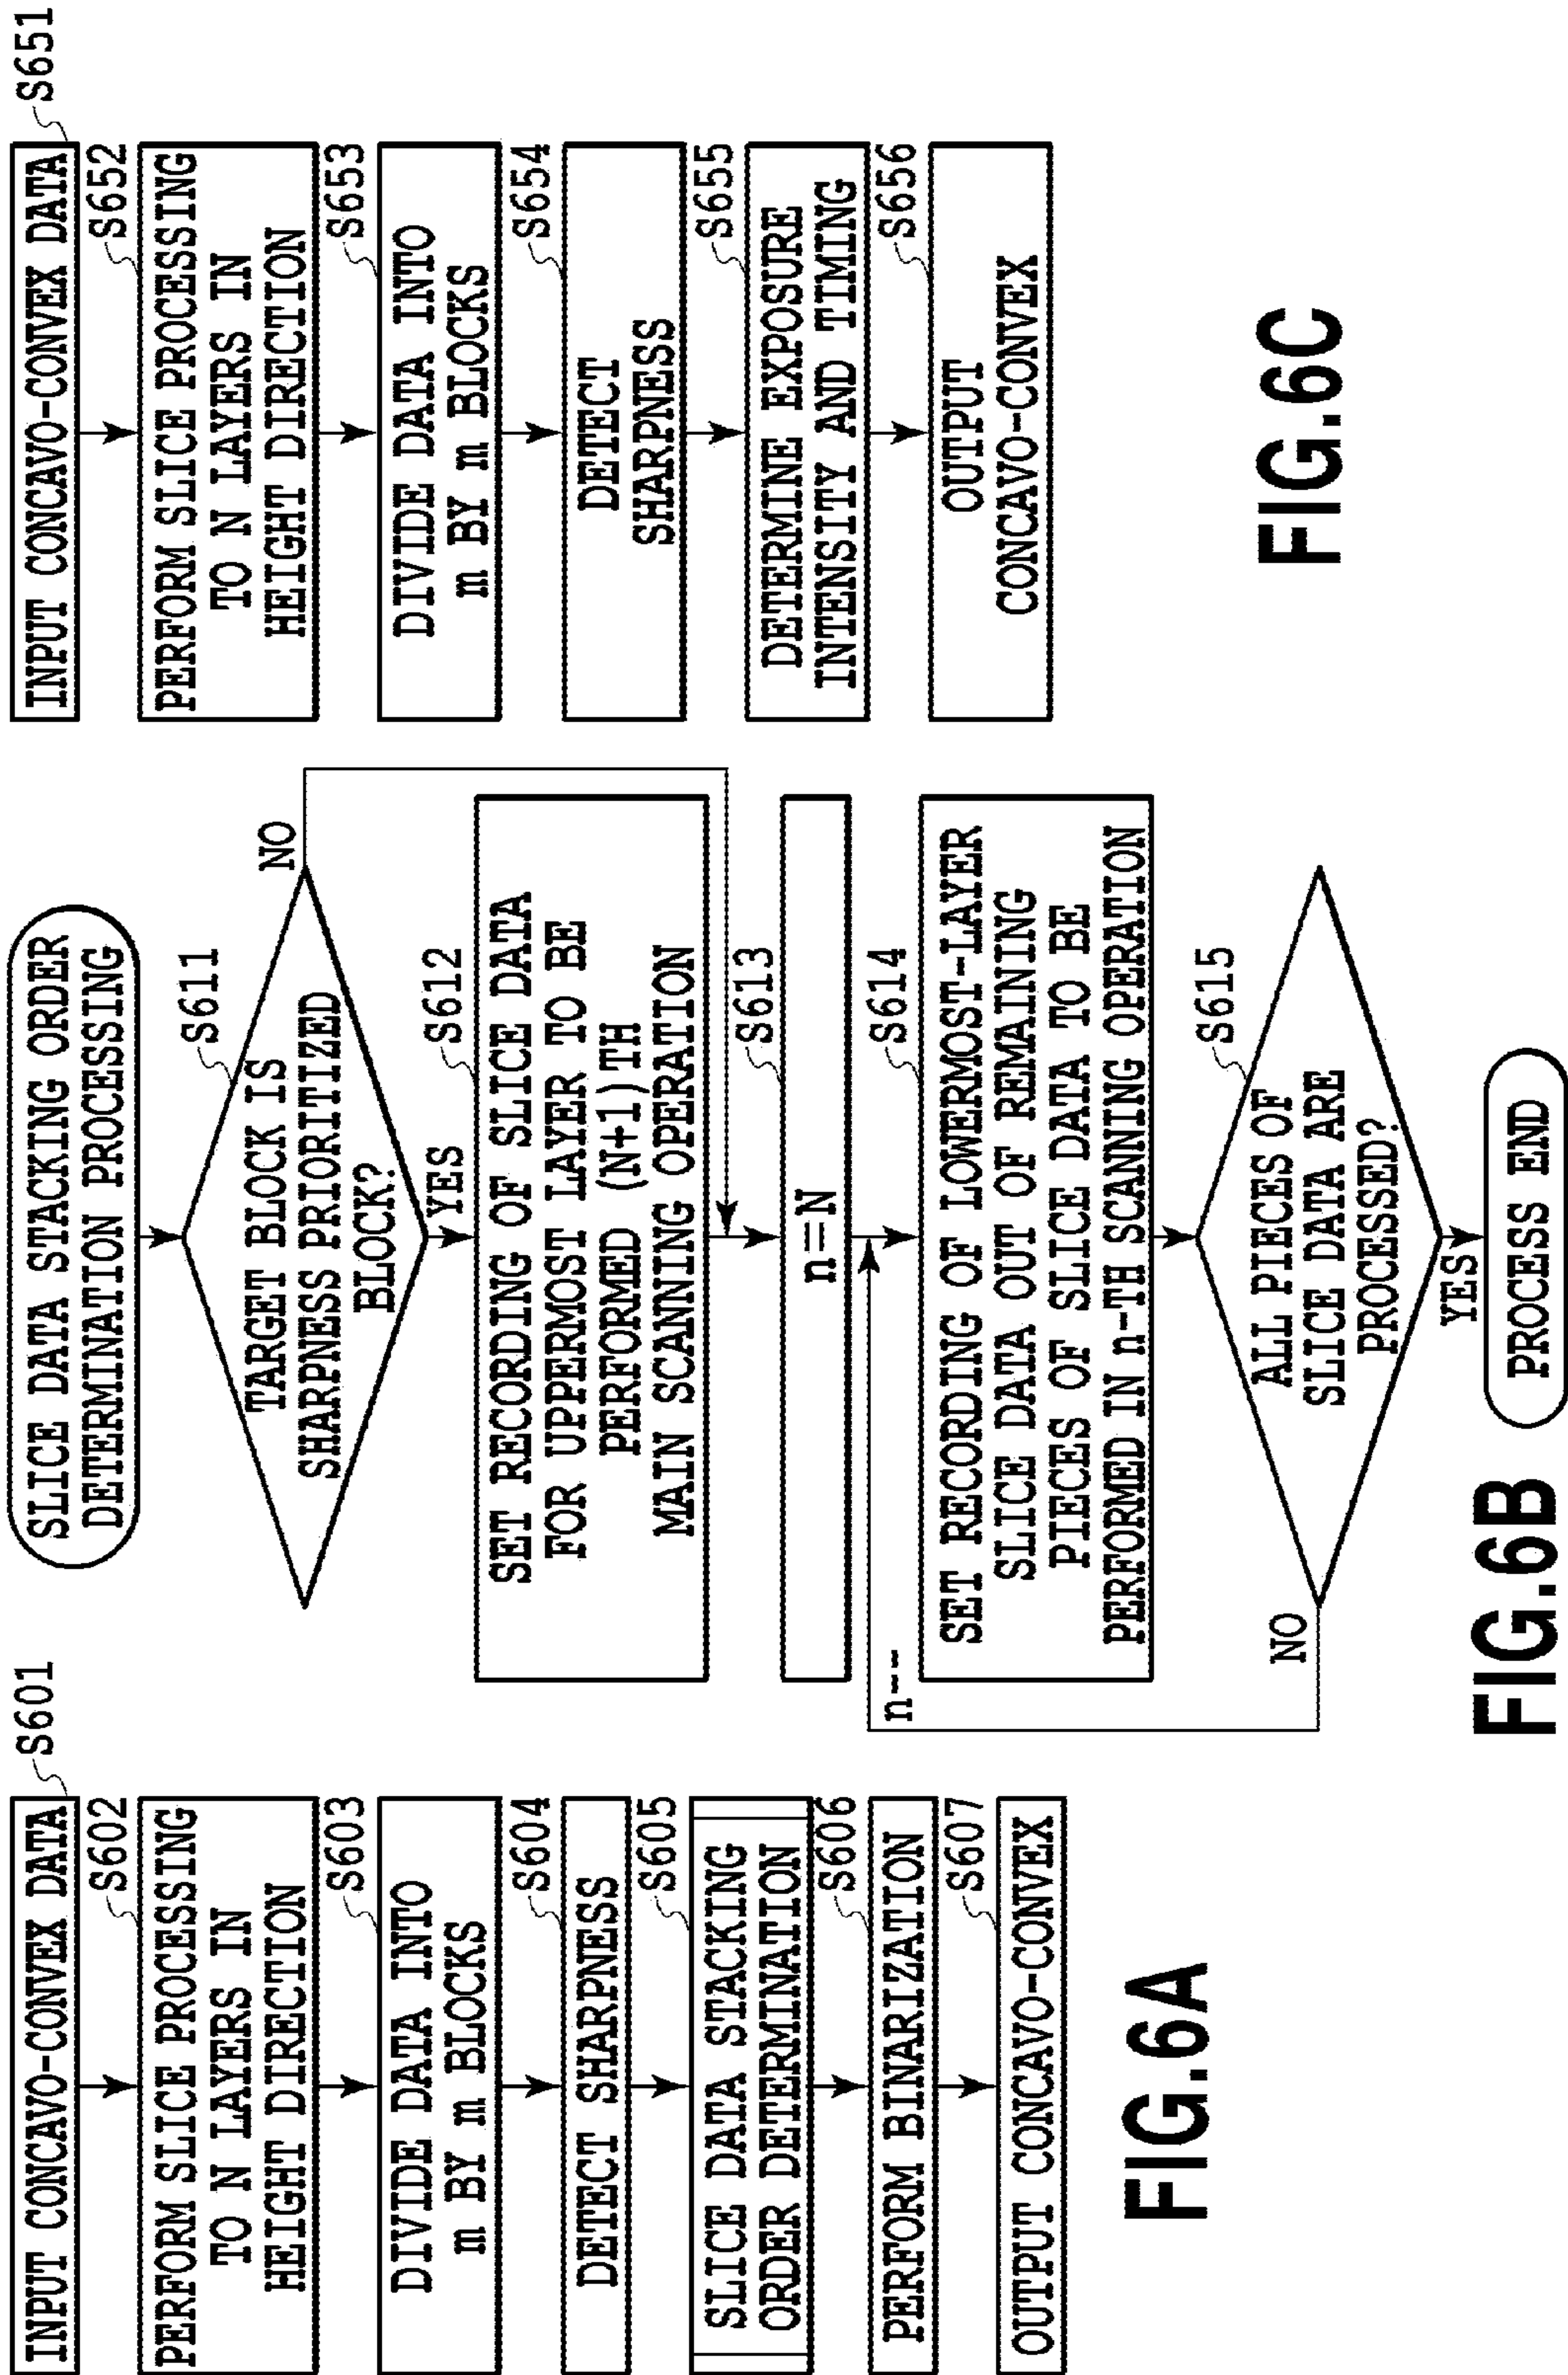 INPUT CONCAVO-CONVEX DATA
S601
S602
PERFORM SLICE PROCESSING
TO N LAYERS IN
HEIGHT DIRECTION
S603
DIVIDE DATA INTO
m BY m BLOCKS
S604
DETECT SHARPNESS
S605
SLICE DATA STACKING
ORDER DETERMINATION
S606
PERFORM BINARIZATION
S607
OUTPUT CONCAVO-CONVEX
FIG.6A
SLICE DATA STACKING ORDER
DETERMINATION PROCESSING
S611
TARGET BLOCK IS
SHARPNESS PRIORITIZED
BLOCK?
NO
YES
S612
SET RECORDING OF SLICE DATA
FOR UPPERMOST LAYER TO BE
PERFORMED (N+1)TH
MAIN SCANNING OPERATION
S613
n=N
n--
S614
SET RECORDING OF LOWERMOST-LAYER
SLICE DATA OUT OF REMAINING
PIECES OF SLICE DATA TO BE
PERFORMED IN n-TH SCANNING OPERATION
S615
ALL PIECES OF
SLICE DATA ARE
PROCESSED?
NO
YES
PROCESS END
FIG.6B
INPUT CONCAVO-CONVEX DATA
S651
S652
PERFORM SLICE PROCESSING
TO N LAYERS IN
HEIGHT DIRECTION
S653
DIVIDE DATA INTO
m BY m BLOCKS
S654
DETECT
SHARPNESS
S655
DETERMINE EXPOSURE
INTENSITY AND TIMING
S656
OUTPUT
CONCAVO-CONVEX
FIG.6C